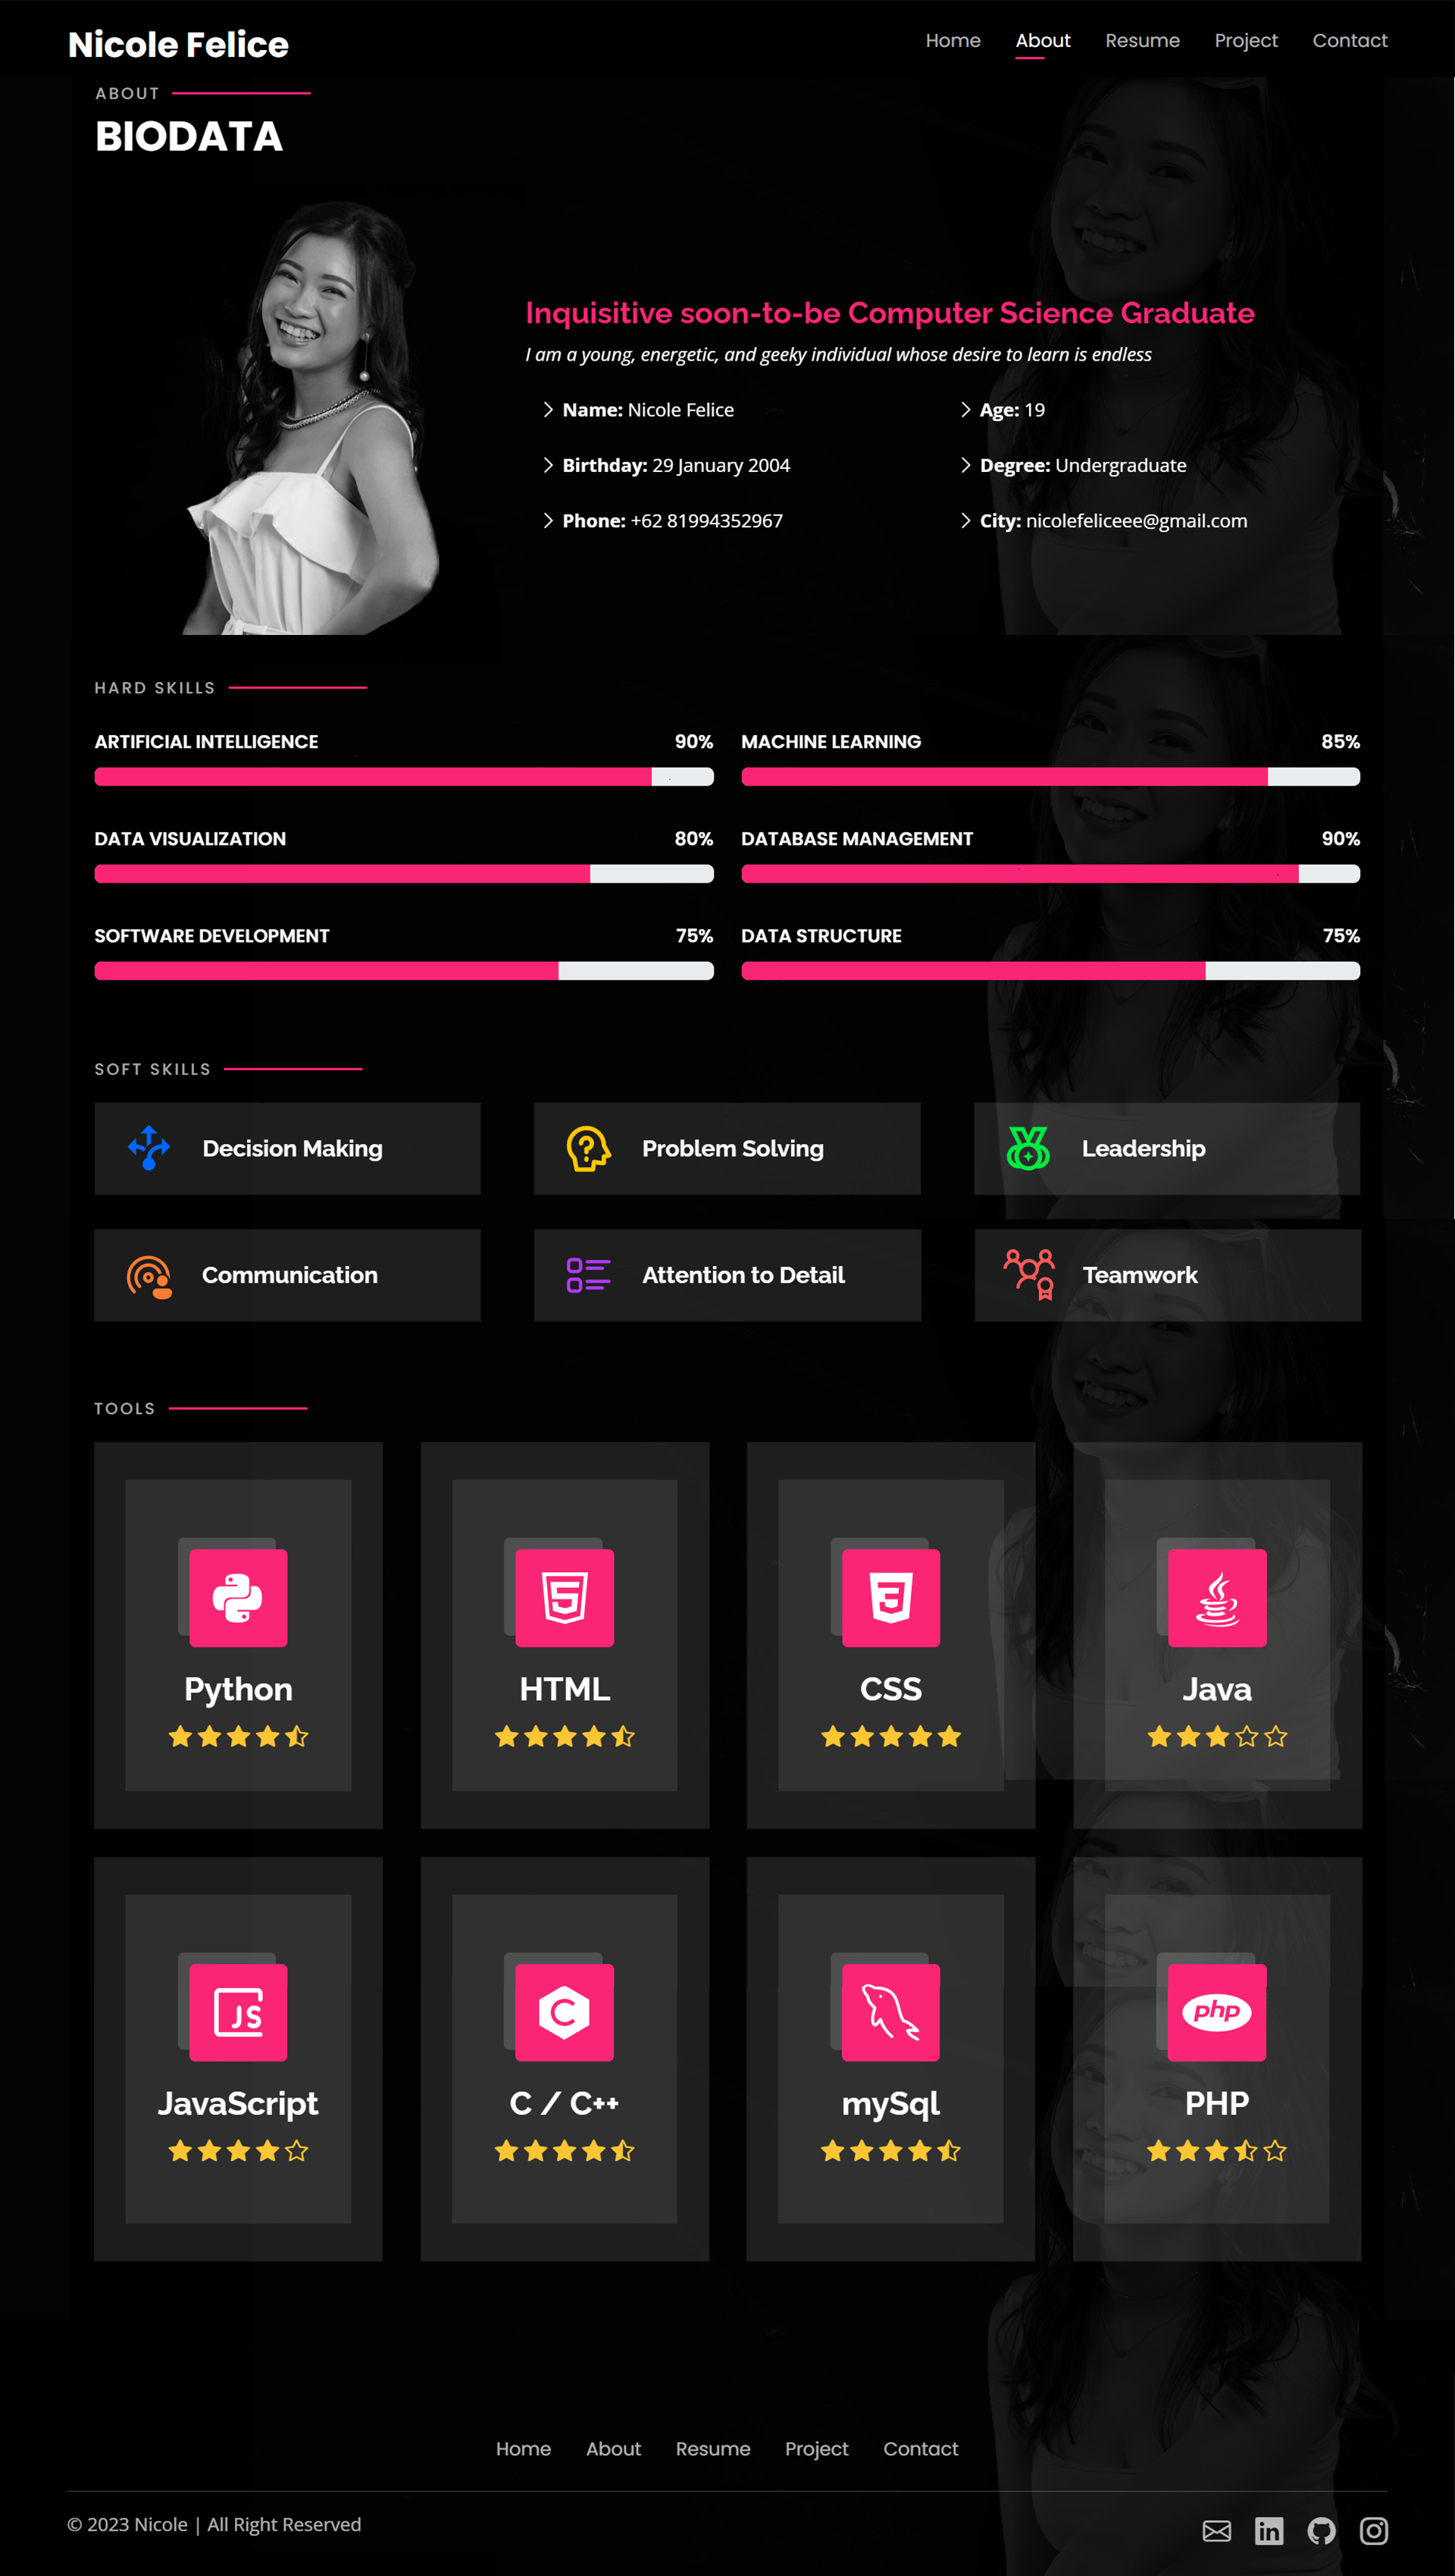 Nicole Felice
Home About Resume Project Contact
ABOUT
BIODATA
Inquisitive soon-to-be Computer Science Graduate
I am a young, energetic, and geeky individual whose desire to learn is endless
Name: Nicole Felice
Age: 19
Birthday: 29 January 2004
Degree: Undergraduate
Phone: +62 81994352967
City: nicolefeliceee@gmail.com
HARD SKILLS
ARTIFICIAL INTELLIGENCE 90%
MACHINE LEARNING 85%
DATA VISUALIZATION 80%
DATABASE MANAGEMENT 90%
SOFTWARE DEVELOPMENT 75%
DATA STRUCTURE 75%
SOFT SKILLS
Decision Making
Problem Solving
Leadership
Communication
Attention to Detail
Teamwork
TOOLS
5
3
Python
HTML
CSS
Java
JS
C
php
JavaScript
C / C++
mySql
PHP
Home About Resume Project Contact
© 2023 Nicole | All Right Reserved
in